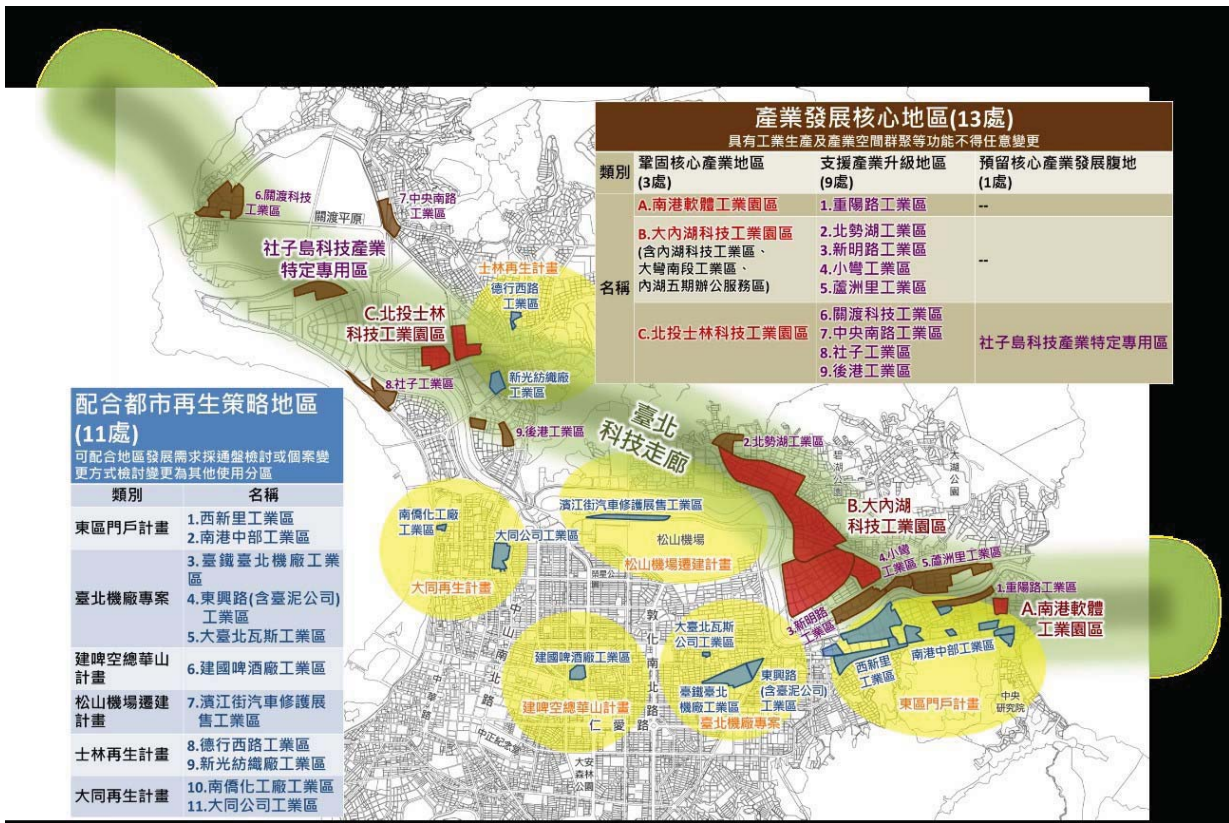 產業發展核心地區(13處)
具有工業生產及產業空間群聚等功能不得任意變更
類別
鞏固核心產業地區
(3處)
支援產業升級地區
(9處)
預留核心產業發展腹地
(1處)
名稱
A.南港軟體工業園區
1.重陽路工業區
--
B.大內湖科技工業園區
(含內湖科技工業區、
大彎南段工業區、
內湖五期辦公服務區)
2.北勢湖工業區
3.新明路工業區
4.小彎工業區
5.蘆洲里工業區
--
C.北投士林科技工業園區
6.關渡科技工業區
7.中央南路工業區
8.社子工業區
9.後港工業區
社子島科技產業特定專用區
6.關渡科技
工業區
關渡平原
7.中央南路
工業區
社子島科技產業
特定專用區
士林再生計畫
德行西路
工業區
C.北投士林
科技工業園區
8.社子工業區
新光紡織廠
工業區
9.後港工業區
臺北
科技走廊
2.北勢湖工業區
碧湖公園
大湖公園
B.大內湖
科技工業園區
濱江街汽車修護展售工業區
松山機場
松山機場遷建計畫
南僑化工廠
工業區
大同公司工業區
大同再生計畫
榮星公園
4.小彎
工業區
5.蘆洲里工業區
1.重陽路工業區
A.南港軟體
工業園區
3.新明路
工業區
西新里
工業區
南港中部工業區
東區門戶計畫
中央
研究院
大臺北瓦斯
公司工業區
東興路
(含臺泥公司)
工業區
臺鐵臺北
機廠工業區
臺北機廠專案
建國啤酒廠工業區
建啤空總華山計畫
中山南北路
敦化南北路
中華路
仁愛路
中正紀念堂
大安
森林
公園
配合都市再生策略地區
(11處)
可配合地區發展需求採通盤檢討或個案變
更方式檢討變更為其他使用分區
類別
名稱
東區門戶計畫
1.西新里工業區
2.南港中部工業區
臺北機廠專案
3.臺鐵臺北機廠工業
區
4.東興路(含臺泥公司)
工業區
5.大臺北瓦斯工業區
建啤空總華山
計畫
6.建國啤酒廠工業區
松山機場遷建
計畫
7.濱江街汽車修護展
售工業區
士林再生計畫
8.德行西路工業區
9.新光紡織廠工業區
大同再生計畫
10.南僑化工廠工業區
11.大同公司工業區